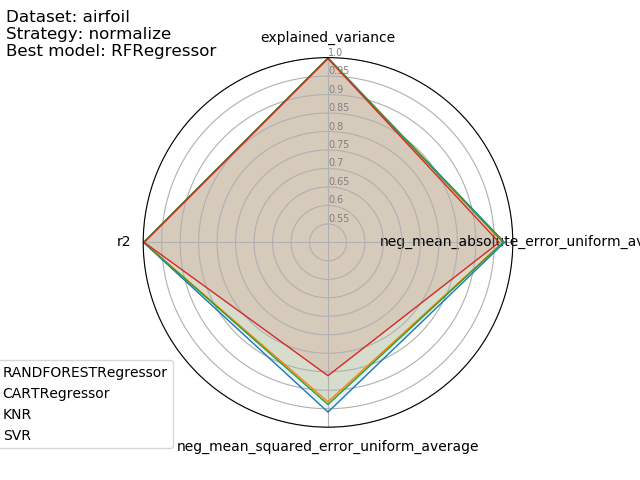 Dataset: airfoil
Strategy: normalize
Best model: RFRegressor
explained_variance
1.0
0.95
0.9
0.85
0.8
0.75
0.7
0.65
0.6
0.55
r2
neg_mean_absolute_error_uniform_av
RANDFORESTRegressor
CARTRegressor
KNR
SVR
neg_mean_squared_error_uniform_average